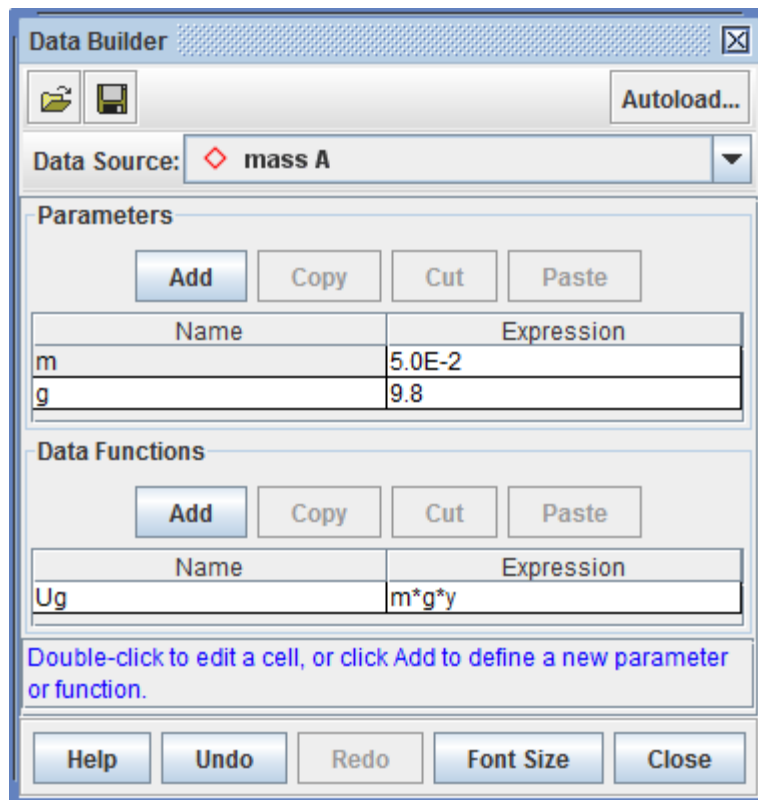 Data Builder
Autoload...
Data Source: mass A
Parameters
Add Copy Cut Paste
Name Expression
m 5.0E-2
g 9.8
Data Functions
Add Copy Cut Paste
Name Expression
Ug m*g*y
Double-click to edit a cell, or click Add to define a new parameter
or function.
Help Undo Redo Font Size Close